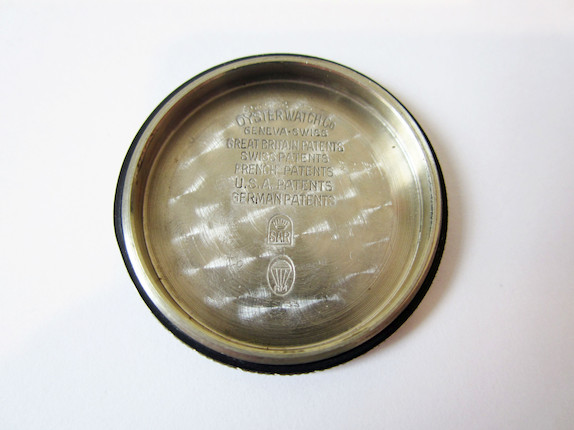 OYSTER WATCH Co
GENEVA-SWISS
GREAT BRITAIN PATENTS
SWISS PATENTS
FRENCH PATENTS
U.S.A. PATENTS
GERMAN PATENTS